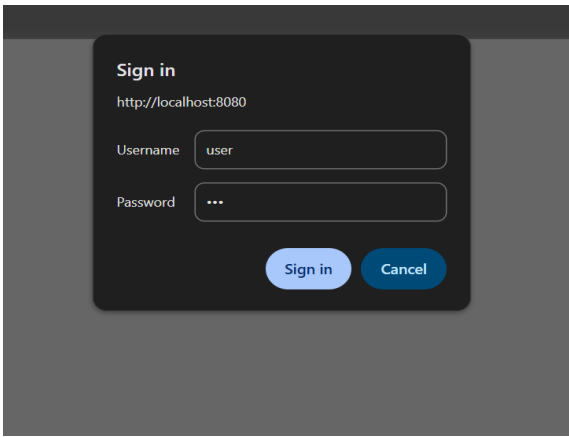 Sign in
http://localhost:8080
Username user
Password •••
Sign in Cancel